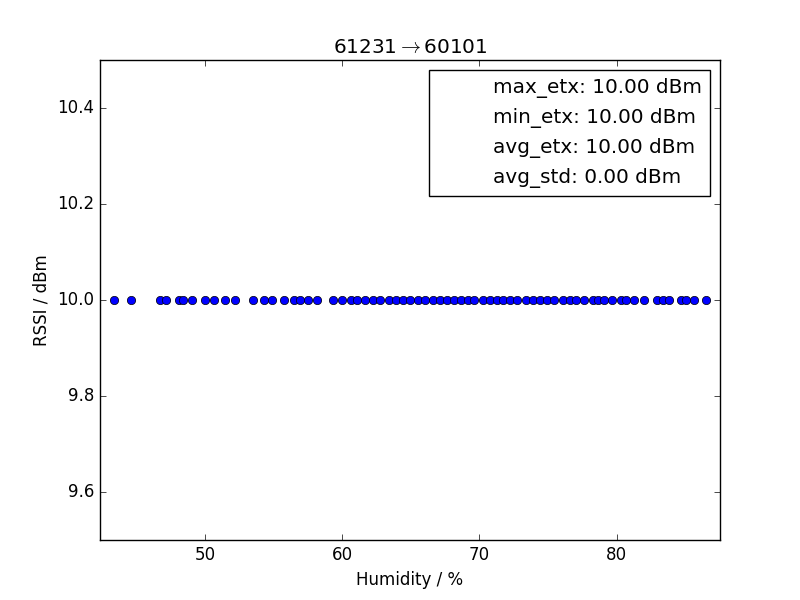 61231→60101
max_etx: 10.00 dBm
min_etx: 10.00 dBm
avg_etx: 10.00 dBm
avg_std: 0.00 dBm
10.4
10.2
10.0
9.8
9.6
RSSI / dBm
50 60 70 80
Humidity / %